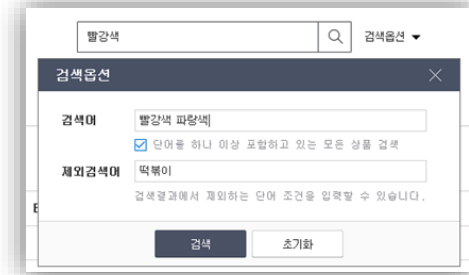 빨강색 검색옵션 ▼
검색옵션
검색어 빨강색 파랑색
단어를 하나 이상 포함하고 있는 모든 상품 검색
제외검색어 떡볶이
검색결과에서 제외하는 단어 조건을 입력할 수 있습니다.
검색 초기화